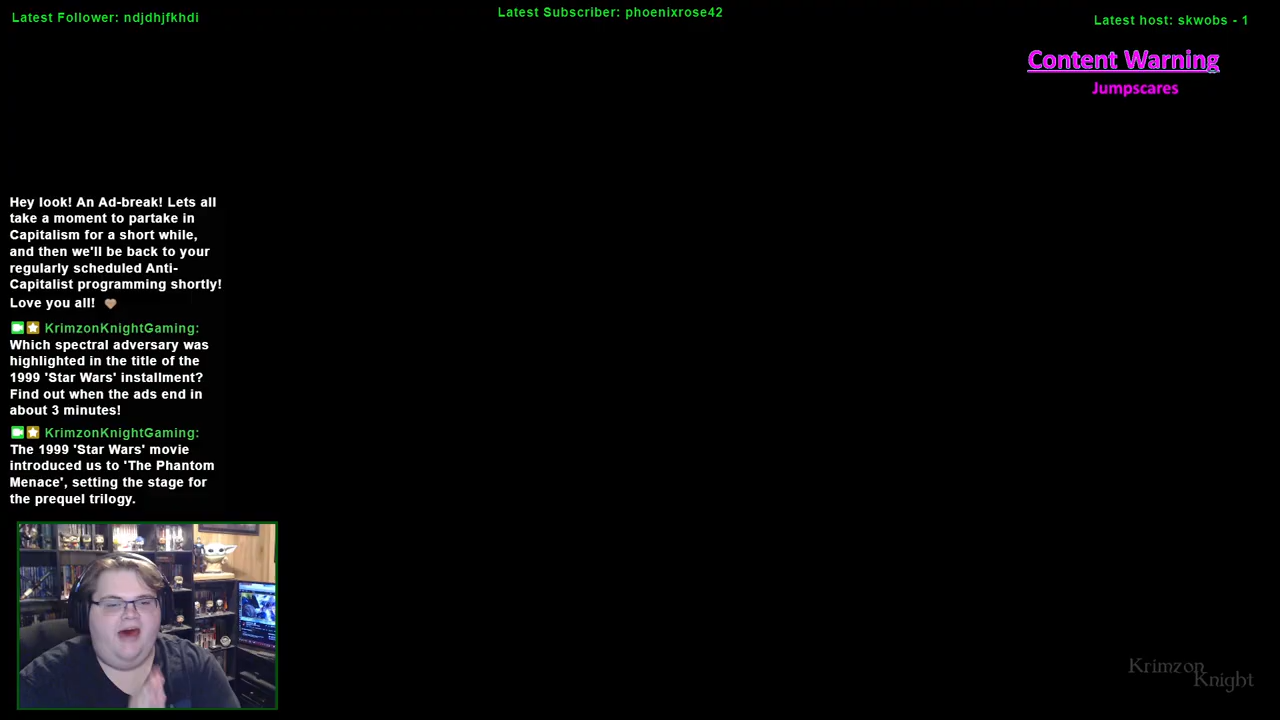 Latest Follower: ndjdhjfkhdi
Latest Subscriber: phoenixrose42
Latest host: skwobs - 1
Content Warning
Jumpscares
Hey look! An Ad-break! Lets all
take a moment to partake in
Capitalism for a short while,
and then we'll be back to your
regularly scheduled Anti-
Capitalist programming shortly!
Love you all!
KrimzonKnightGaming:
Which spectral adversary was
highlighted in the title of the
1999 'Star Wars' installment?
Find out when the ads end in
about 3 minutes!
KrimzonKnightGaming:
The 1999 'Star Wars' movie
introduced us to 'The Phantom
Menace', setting the stage for
the prequel trilogy.
Krimzon
Knight